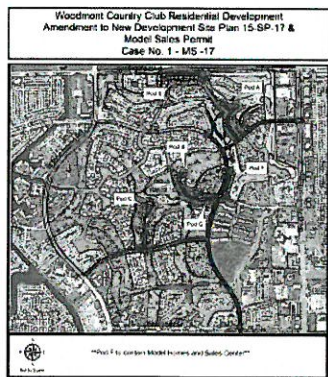 Woodmont Country Club Residential Development
Amendment to New Development Site Plan 15-SP-17 &
Model Sales Permit
Case No. 1 - MS -17
Pod A
Pod
Pod
Pod
Pod
Pod G
**Pod F to contain Model Homes and Sales Center**